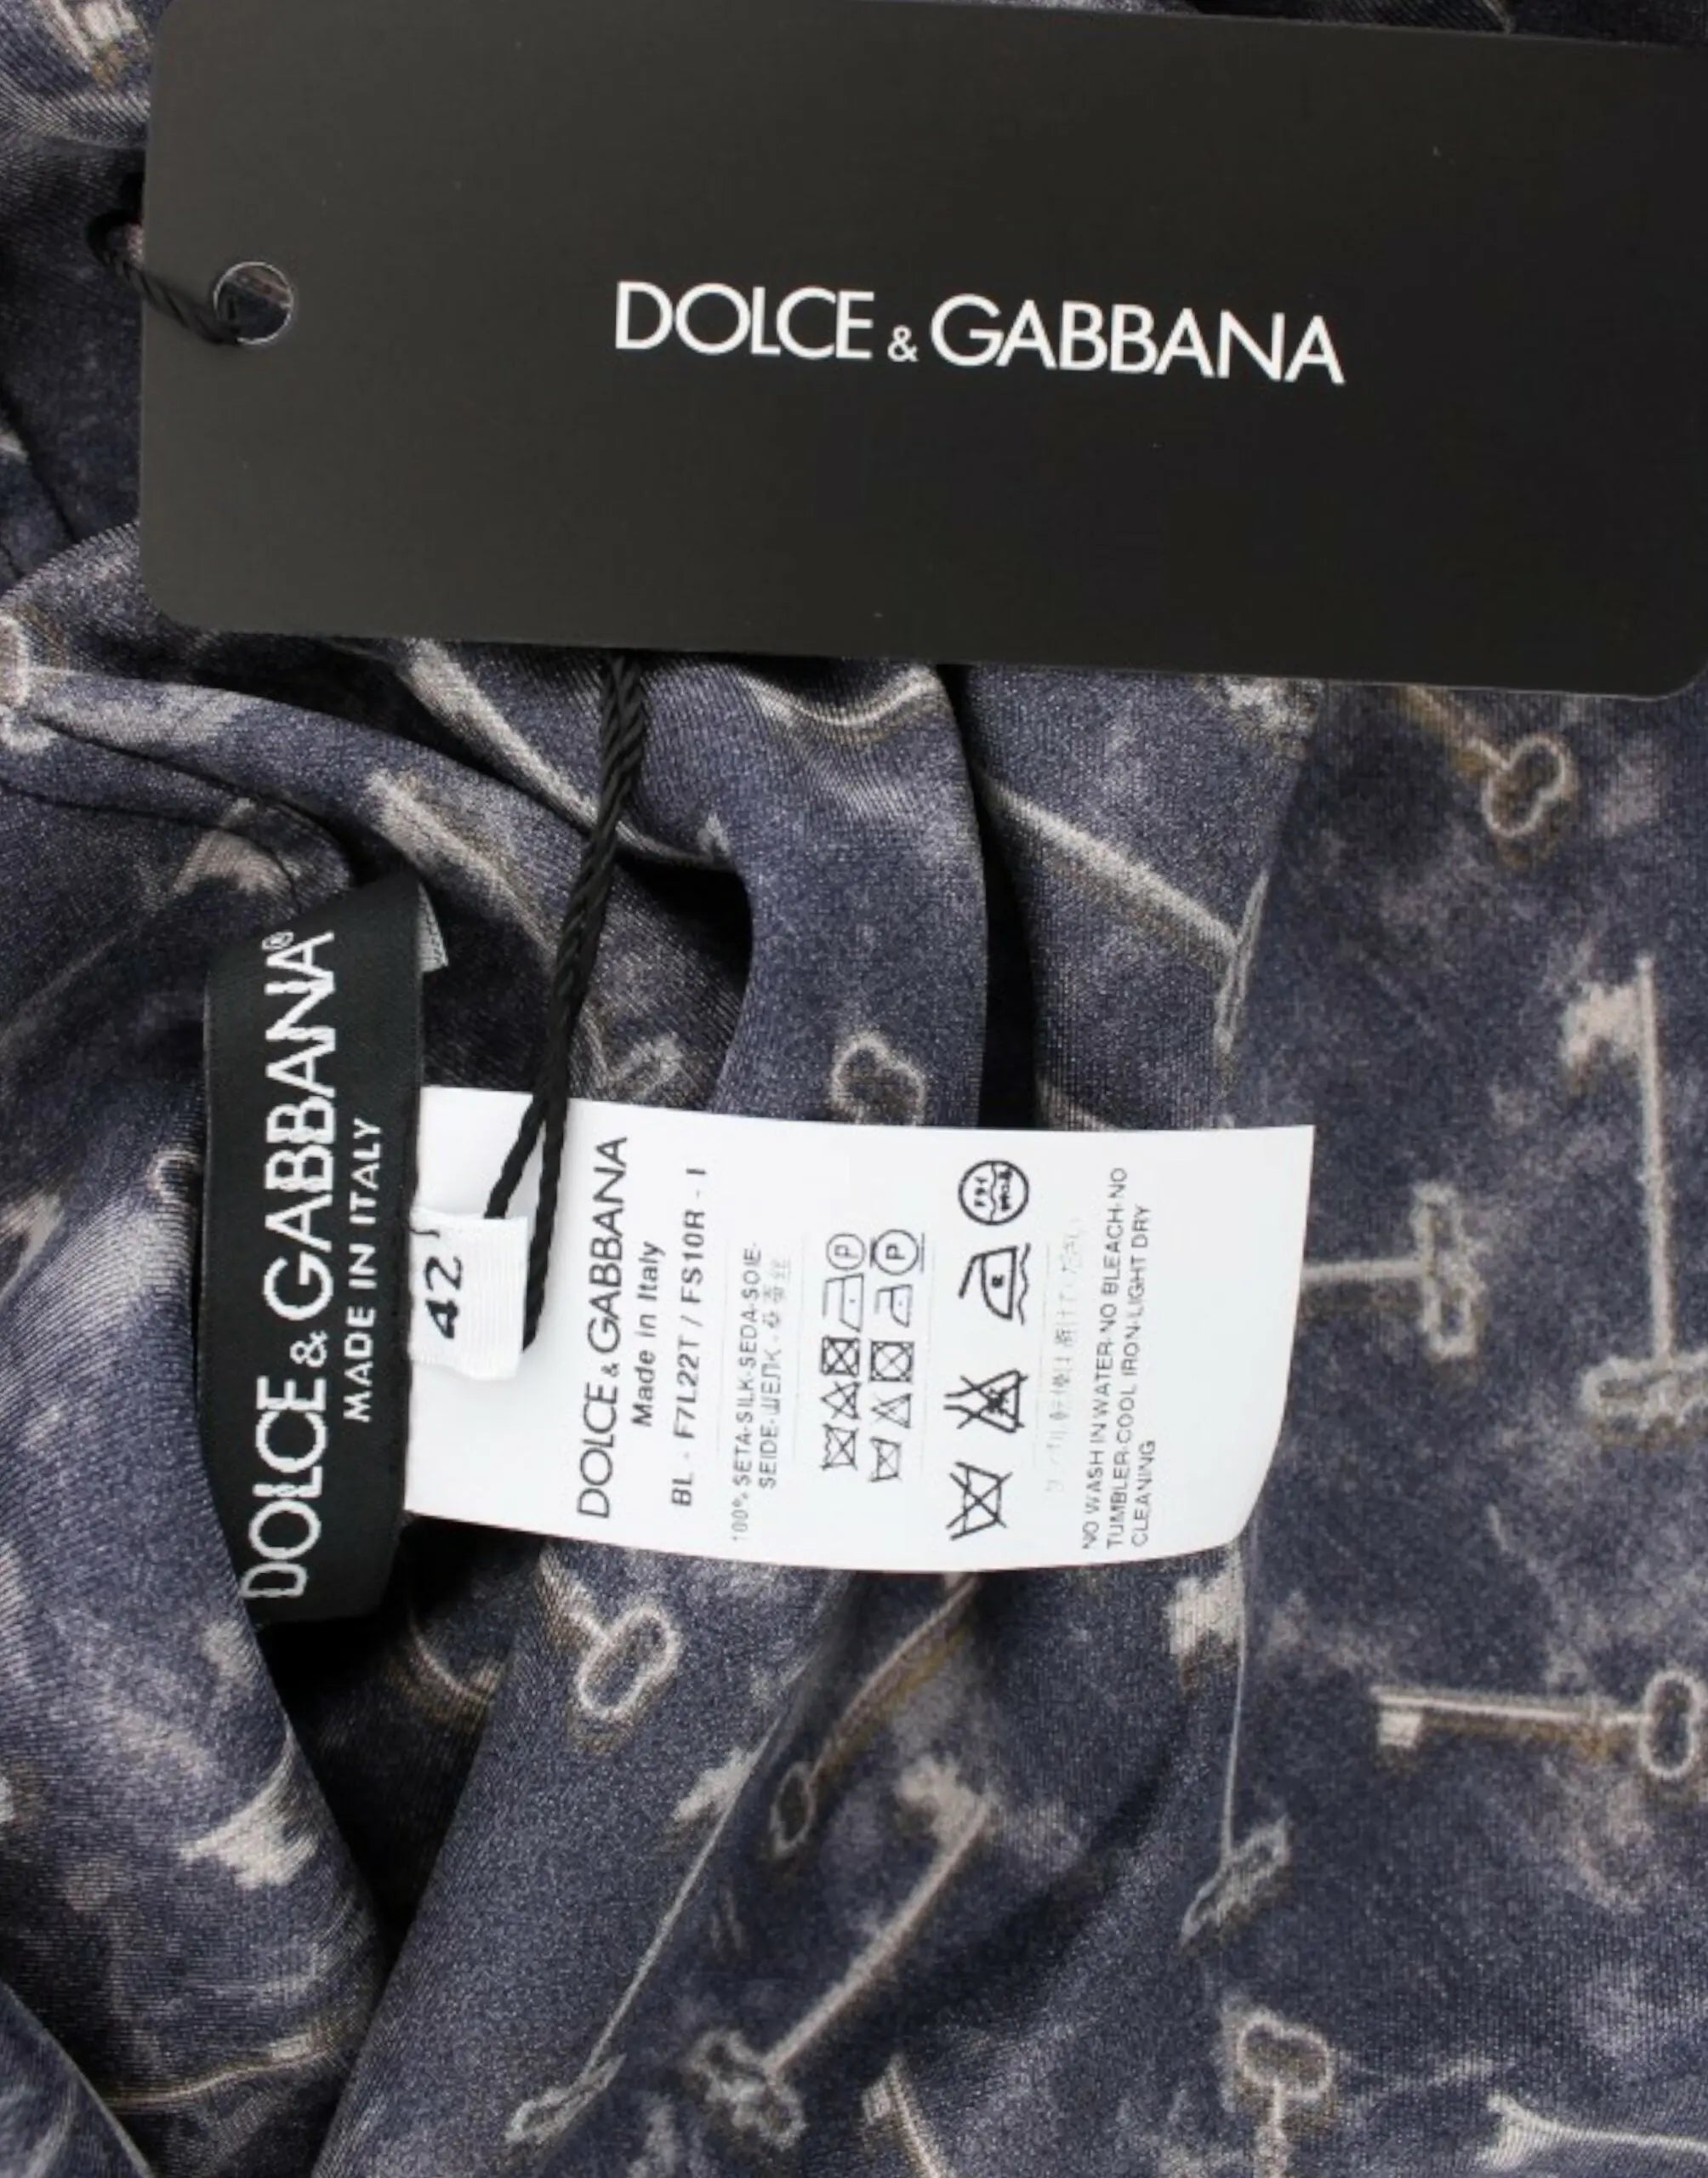 DOLCE & GABBANA
DOLCE & GABBANA®
MADE IN ITALY
42
DOLCE & GABBANA
Made in Italy
BL - F7L22T / FS10R - I
100% SETA-SILK-SEDA-SOIE-
SEIDE-ШЕЛК-
P
P
NO WASH IN WATER-NO BLEACH-NO
TUMBLER-COOL IRON-LIGHT DRY
CLEANING